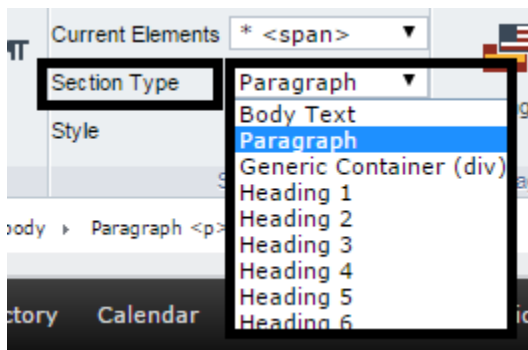 Current Elements * <span>
Section Type Paragraph
Style
Body Text
Paragraph
Generic Container (div)
Heading 1
Heading 2
Heading 3
Heading 4
Heading 5
Heading 6
Paragraph <p>
Calendar